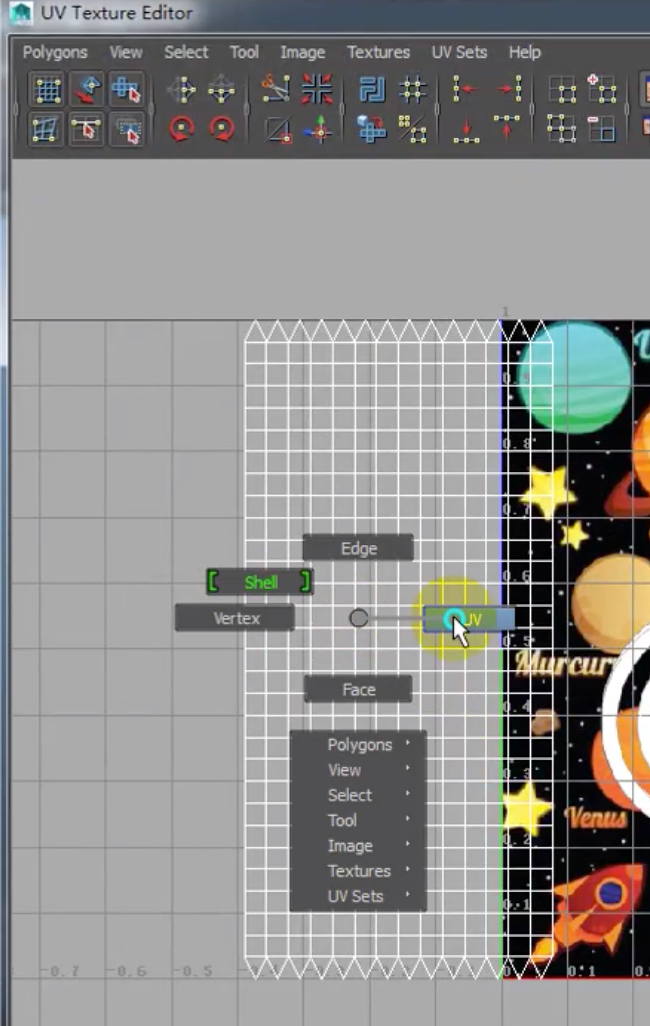 UV Texture Editor
Polygons View Select Tool Image Textures UV Sets Help
1
0.8
0.7
Edge
0.6
Shell
Vertex
UV
0.5
Murcur
Face
0.4
Polygons
View
0.3
Select
Tool
Venus
0.2
Image
Textures
UV Sets
0.1
-0.7 -0.6 -0.5 0.1